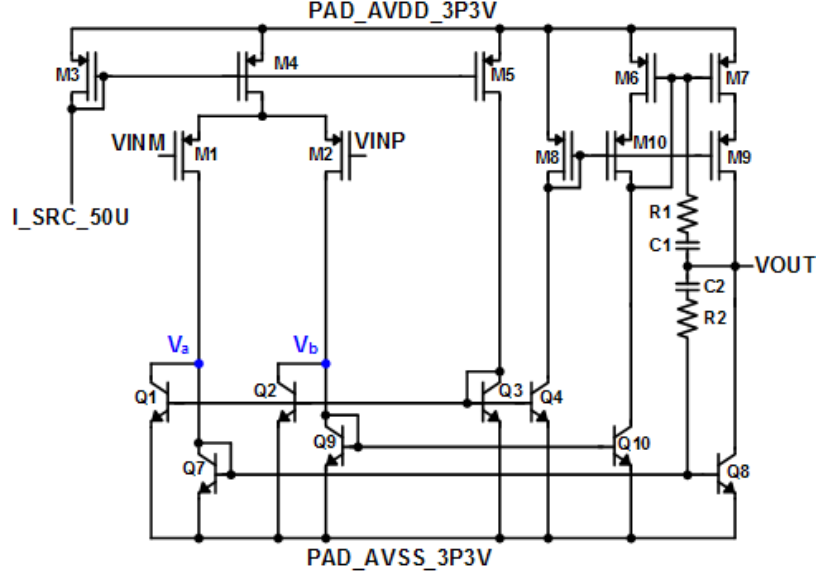 PAD_AVDD_3P3V
M3
M4
M5
M6
M7
VINM
M1
M2
VINP
M8
M10
M9
I_SRC_50U
R1
C1
VOUT
C2
R2
Va
Vb
Q1
Q2
Q3
Q4
Q9
Q10
Q7
Q8
PAD_AVSS_3P3V